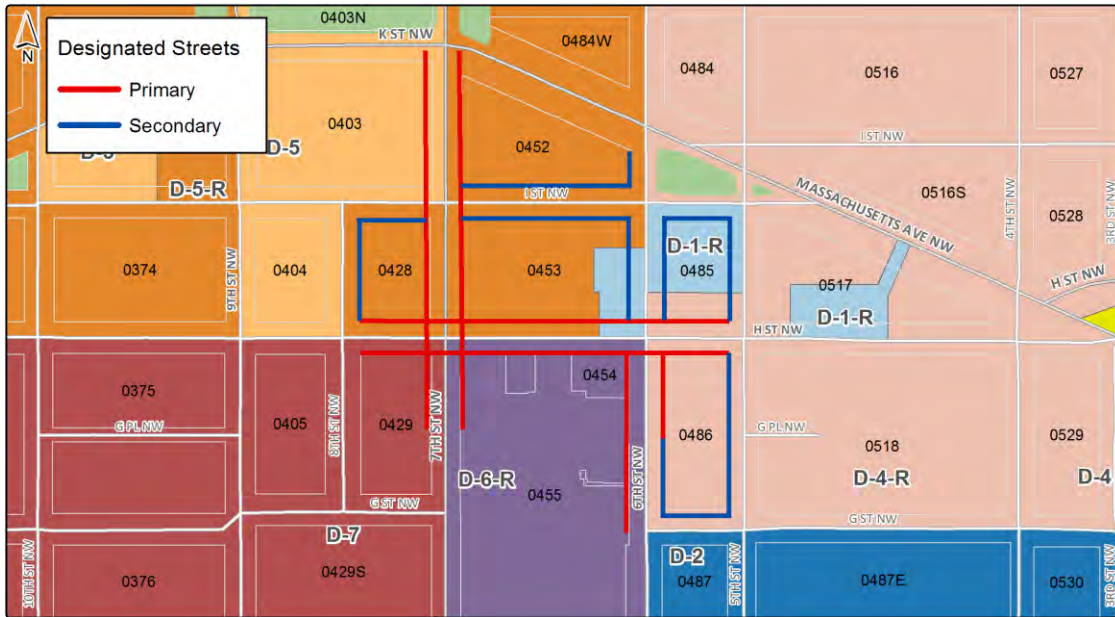 0403N
K ST NW
0484W
N
Designated Streets
Primary
Secondary
0484
0516
0527
0403
D-5
0452
I ST NW
D-5-R
I ST NW
MASSACHUSETTS AVE NW
0516S
4TH ST NW
3RD ST NW
0528
D-1-R
0374
9TH ST NW
0404
0428
0453
0485
0517
H ST NW
D-1-R
H ST NW
0375
0454
G PL NW
0405
8TH ST NW
0429
7TH ST NW
0486
G PL NW
0518
0529
D-6-R
0455
6TH ST NW
D-4-R
D-4
G ST NW
G ST NW
D-7
D-2
10TH ST NW
0376
0429S
0487
5TH ST NW
0487E
0530
3RD ST NW